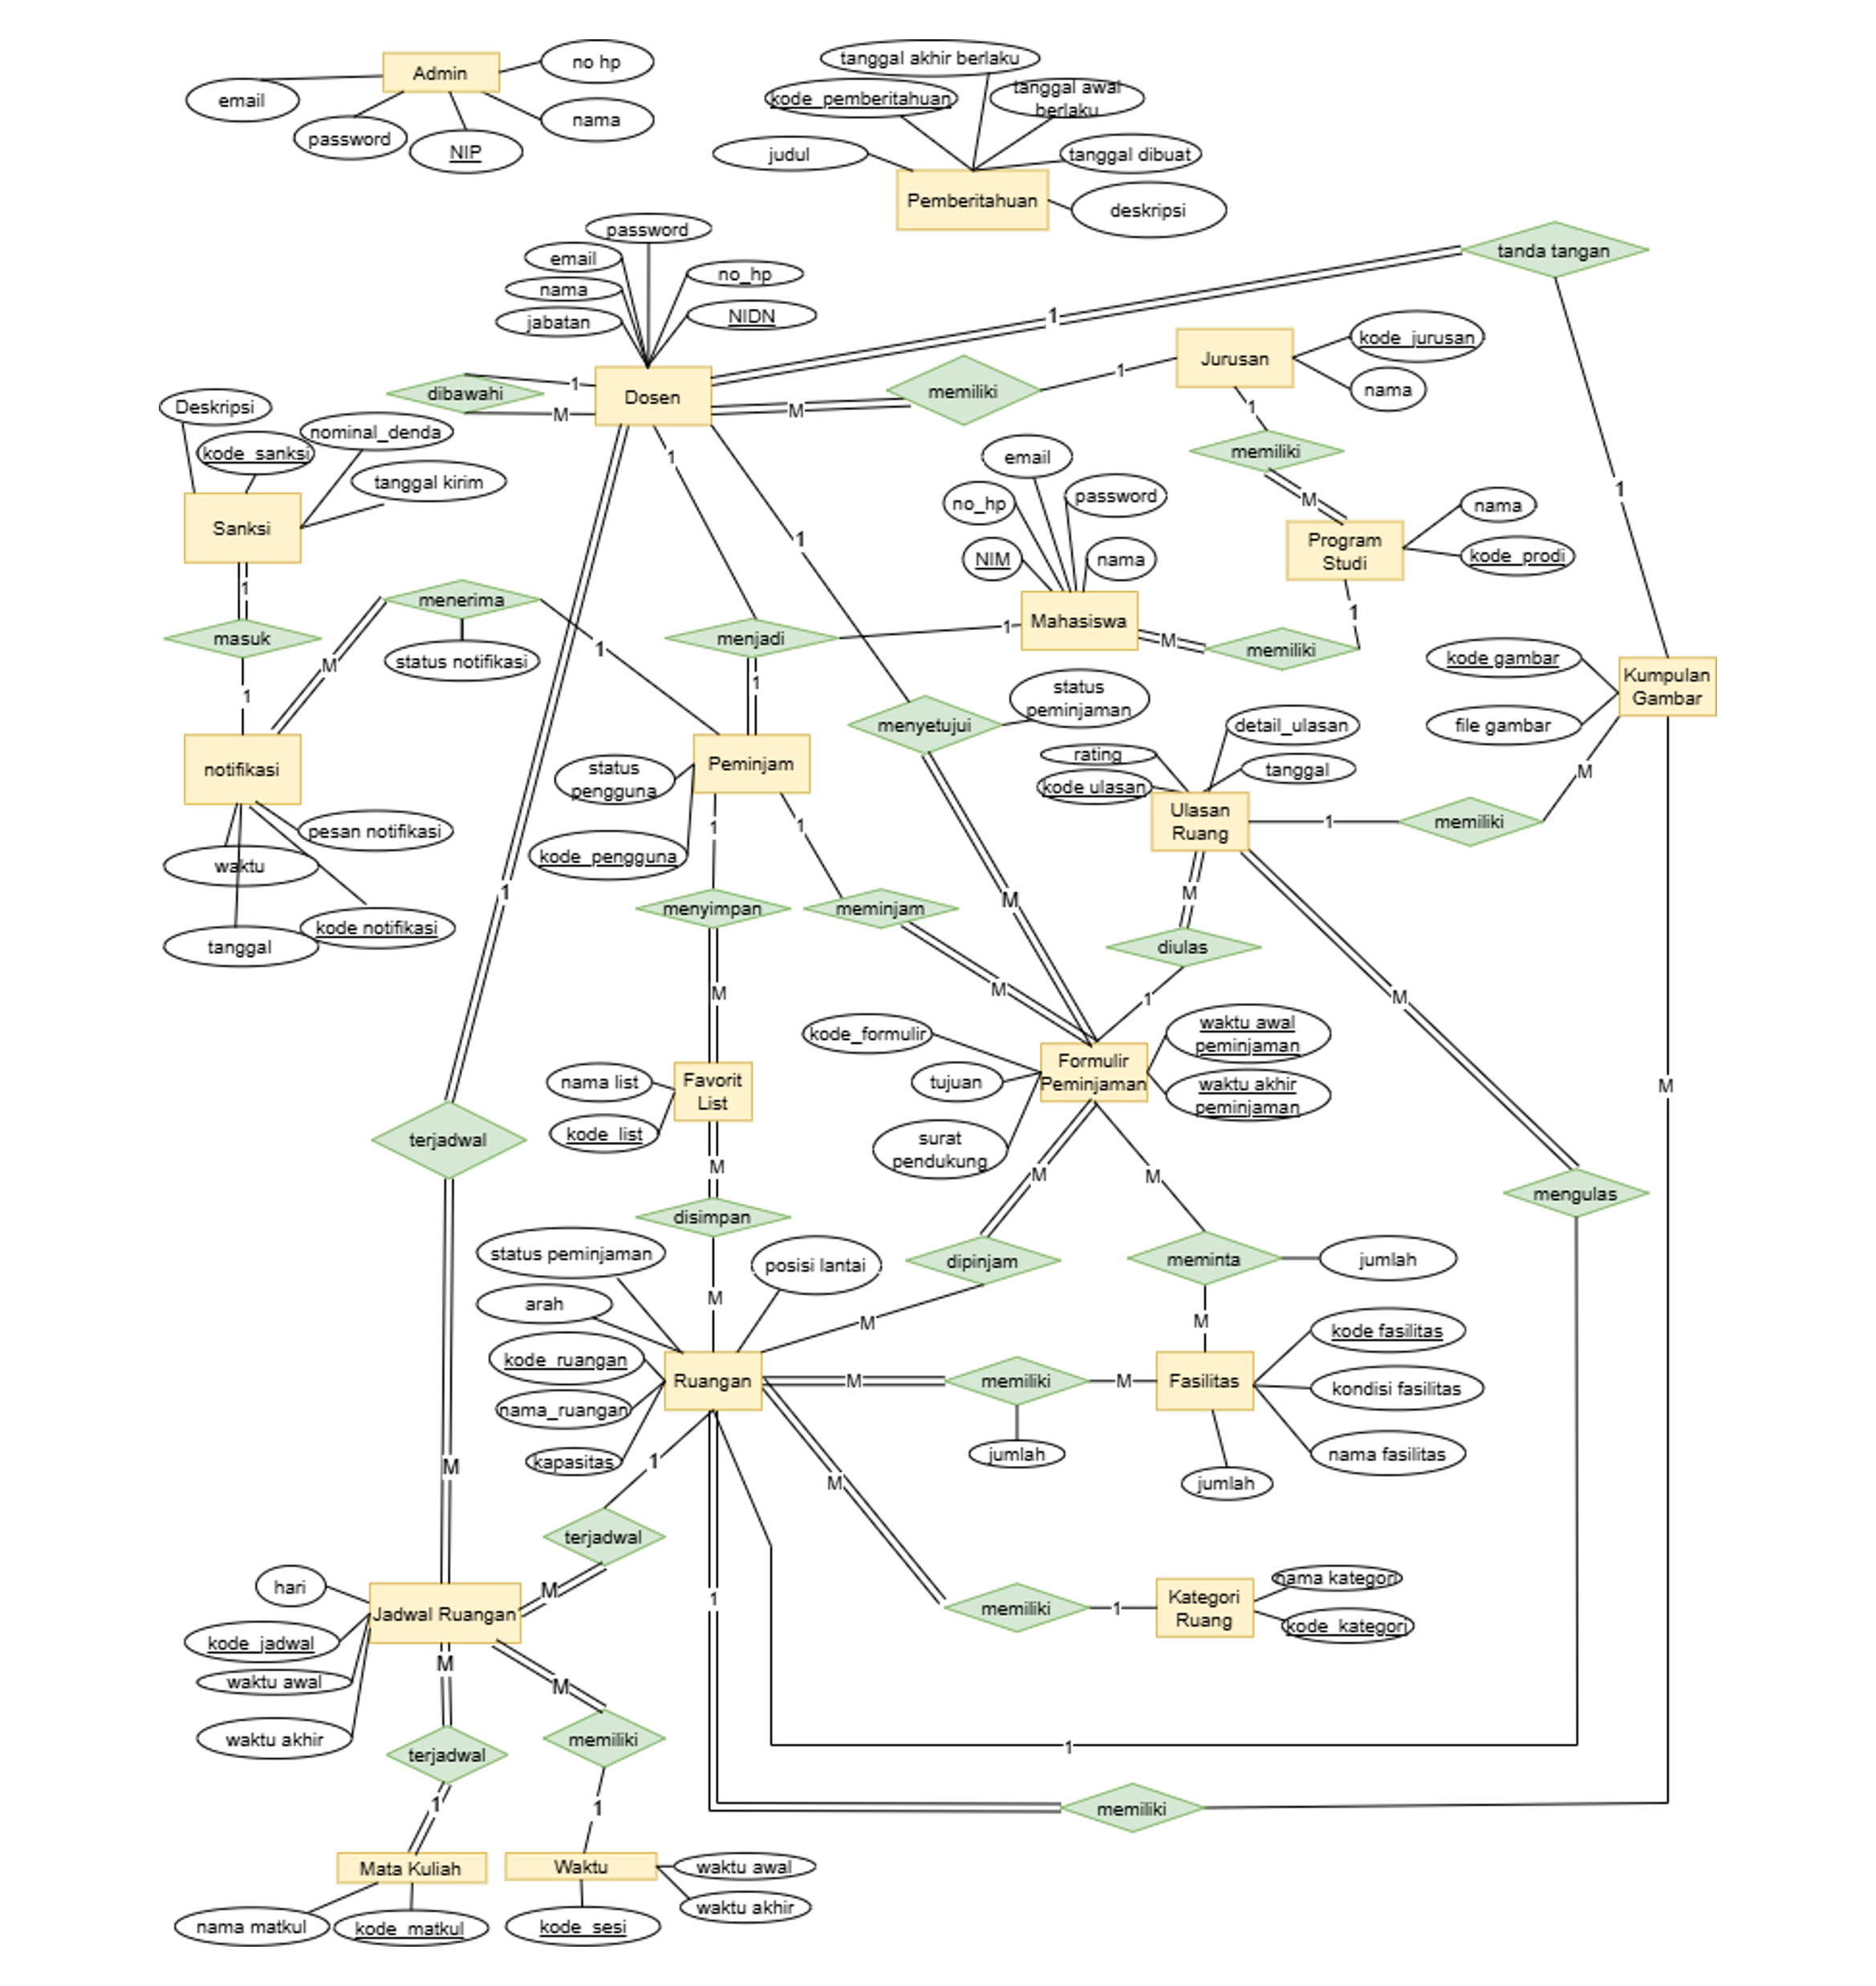 Admin
no hp
email
password
NIP
nama
tanggal akhir berlaku
kode_pemberitahuan
tanggal awal
berlaku
judul
tanggal dibuat
Pemberitahuan
deskripsi
password
email
nama
jabatan
no_hp
NIDN
tanda tangan
1
Dosen
dibawahi
1
M
M
memiliki
1
Jurusan
kode_jurusan
nama
1
memiliki
M
Program
Studi
nama
kode_prodi
1
memiliki
M
Mahasiswa
email
no_hp
password
NIM
nama
1
Deskripsi
kode_sanksi
nominal_denda
tanggal kirim
Sanksi
1
masuk
1
menerima
status notifikasi
M
1
notifikasi
pesan notifikasi
waktu
kode notifikasi
tanggal
1
menjadi
1
1
1
menyetujui
status
peminjaman
M
Peminjam
status
pengguna
kode_pengguna
1
1
menyimpan
meminjam
M
M
kode gambar
file gambar
Kumpulan
Gambar
detail_ulasan
rating
tanggal
kode ulasan
Ulasan
Ruang
1
memiliki
M
M
diulas
1
M
M
1
kode_formulir
tujuan
surat
pendukung
Formulir
Peminjaman
waktu awal
peminjaman
waktu akhir
peminjaman
nama list
kode_list
Favorit
List
M
disimpan
M
terjadwal
M
dipinjam
M
M
meminta
jumlah
M
mengulas
status peminjaman
posisi lantai
arah
kode_ruangan
nama_ruangan
kapasitas
Ruangan
M
memiliki
M
jumlah
Fasilitas
kode fasilitas
kondisi fasilitas
nama fasilitas
jumlah
1
terjadwal
M
M
M
1
memiliki
1
Kategori
Ruang
nama kategori
kode_kategori
hari
kode_jadwal
waktu awal
waktu akhir
Jadwal Ruangan
M
terjadwal
1
M
memiliki
1
1
memiliki
Mata Kuliah
nama matkul
kode_matkul
Waktu
waktu awal
waktu akhir
kode_sesi